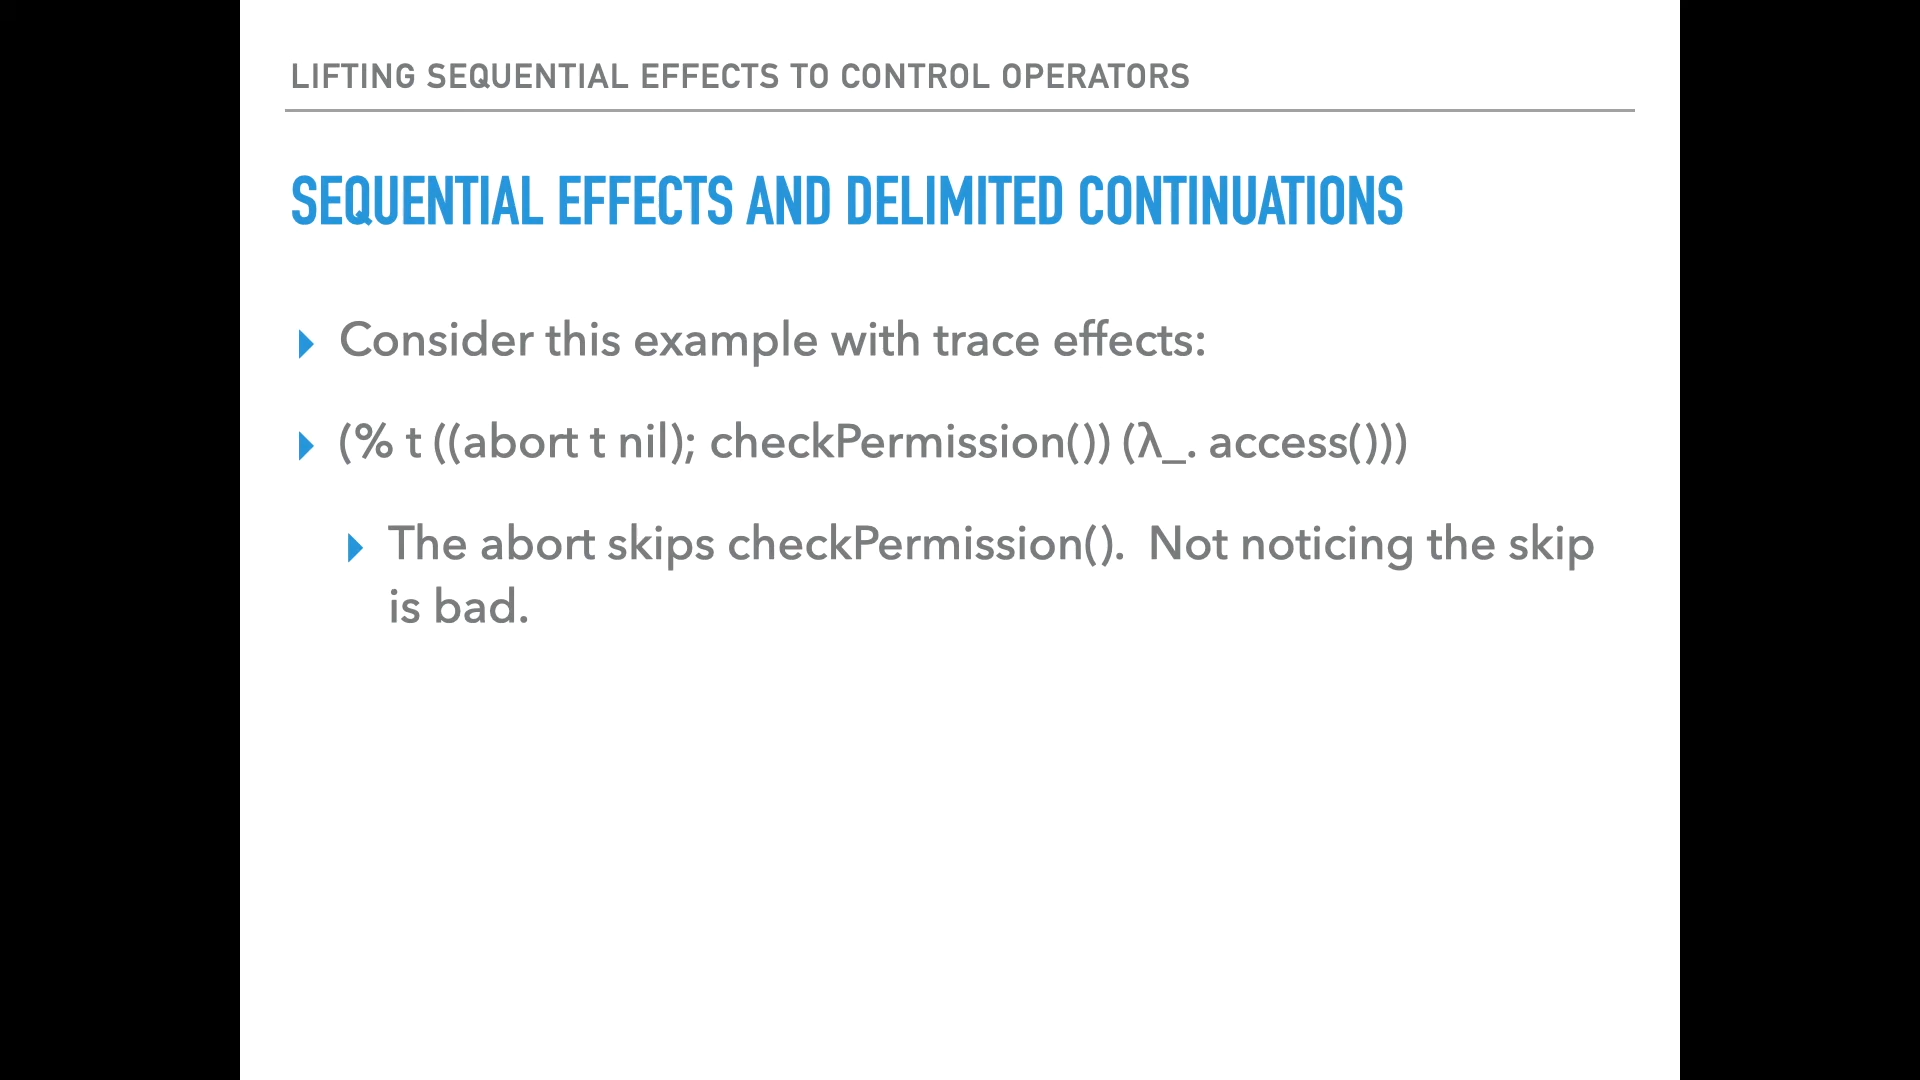 LIFTING SEQUENTIAL EFFECTS TO CONTROL OPERATORS
SEQUENTIAL EFFECTS AND DELIMITED CONTINUATIONS
Consider this example with trace effects:
(% t ((abort t nil); checkPermission()) (λ_. access()))
The abort skips checkPermission(). Not noticing the skip
is bad.